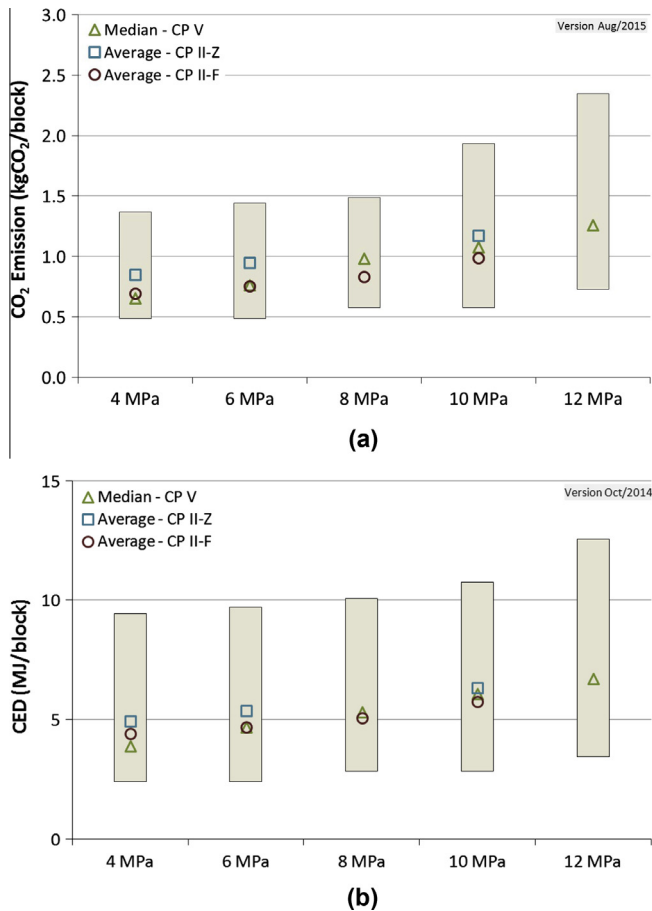 3.0
2.5
2.0
1.5
1.0
0.5
0.0
CO₂ Emission (kgCO₂/block)
Median - CP V
Average - CP II-Z
Average - CP II-F
Version Aug/2015
4 MPa 6 MPa 8 MPa 10 MPa 12 MPa
(a)
15
10
5
0
CED (MJ/block)
Median - CP V
Average - CP II-Z
Average - CP II-F
Version Oct/2014
4 MPa 6 MPa 8 MPa 10 MPa 12 MPa
(b)